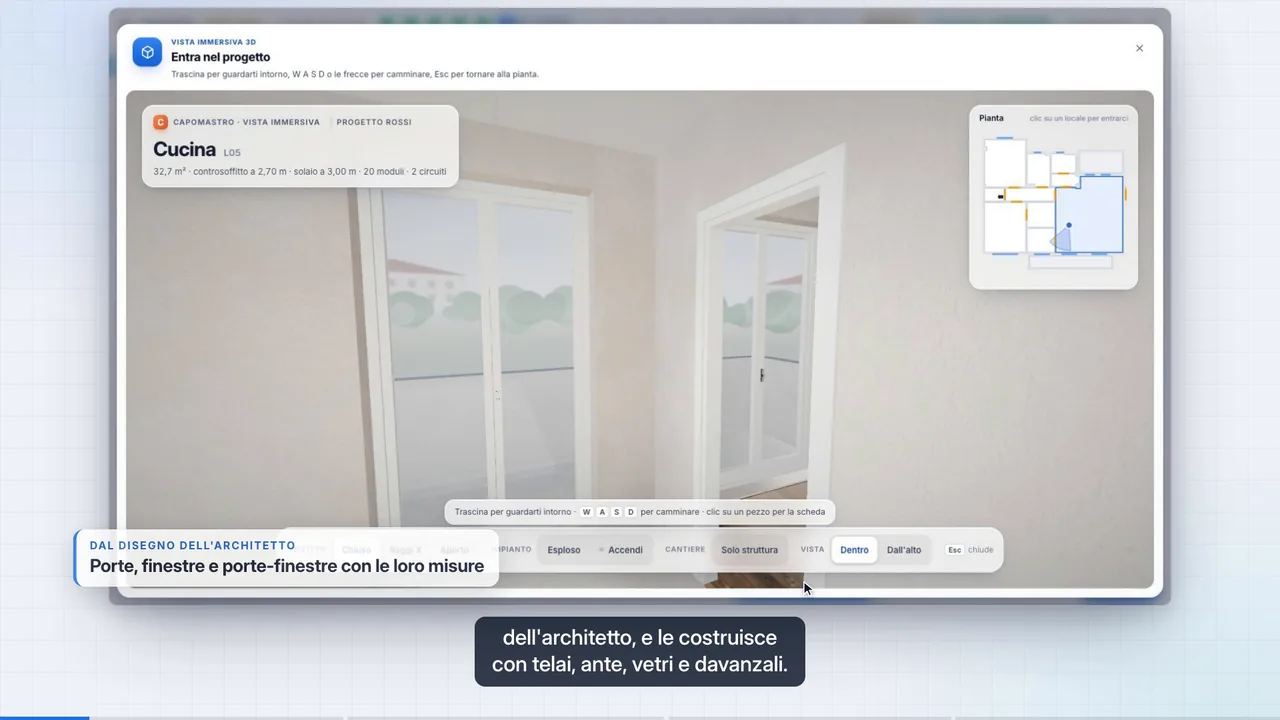 VISTA IMMERSIVA 3D
Entra nel progetto
Trascina per guardarti intorno, W A S D o le frecce per camminare, Esc per tornare alla pianta.
C CAPOMASTRO · VISTA IMMERSIVA PROGETTO ROSSI
Cucina L05
32,7 m² · controsoffitto a 2,70 m · solaio a 3,00 m · 20 moduli · 2 circuiti
Pianta clic su un locale per entrarci
Trascina per guardarti intorno · W A S D per camminare · clic su un pezzo per la scheda
Chiuso Raggi X Aperto IMPIANTO Esploso Accendi CANTIERE Solo struttura VISTA Dentro Dall'alto Esc chiude
DAL DISEGNO DELL'ARCHITETTO
Porte, finestre e porte-finestre con le loro misure
dell'architetto, e le costruisce
con telai, ante, vetri e davanzali.